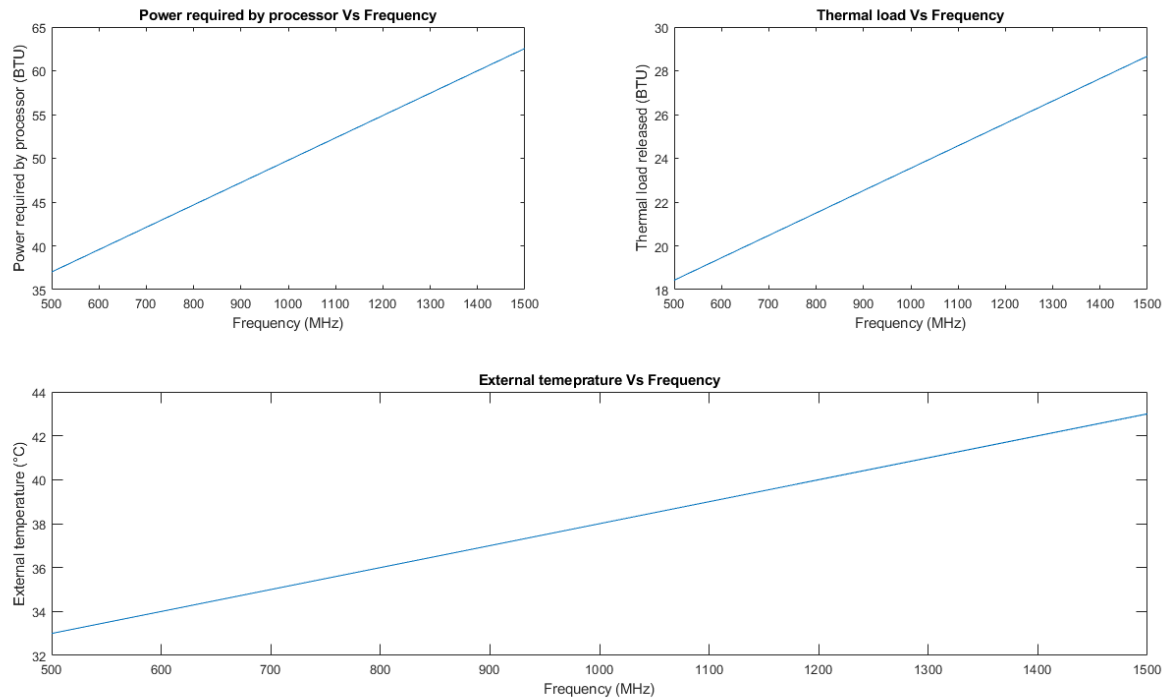 Power required by processor Vs Frequency
Power required by processor (BTU)
65
60
55
50
45
40
35
500 600 700 800 900 1000 1100 1200 1300 1400 1500
Frequency (MHz)
Thermal load Vs Frequency
Thermal load released (BTU)
30
28
26
24
22
20
18
500 600 700 800 900 1000 1100 1200 1300 1400 1500
Frequency (MHz)
External temeprature Vs Frequency
External temperature (°C)
44
42
40
38
36
34
32
500 600 700 800 900 1000 1100 1200 1300 1400 1500
Frequency (MHz)